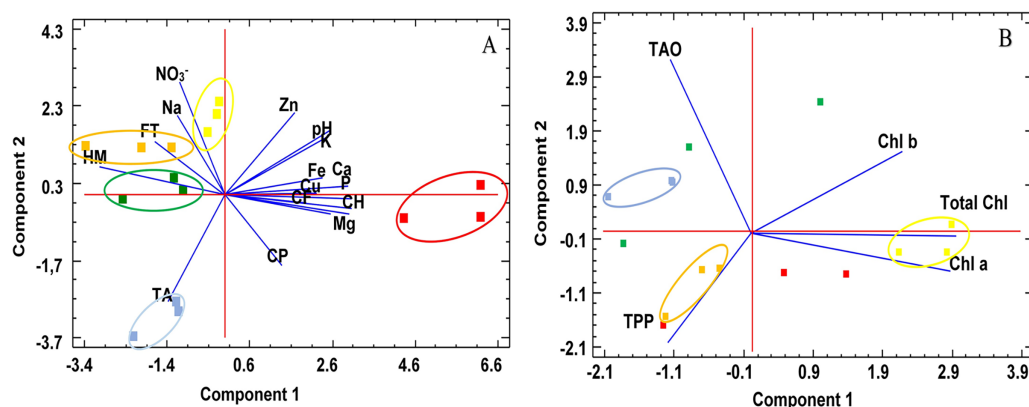 A
4.3
2.3
0.3
-1.7
-3.7
Component 2
NO₃⁻
Na
Zn
pH
K
FT
HM
Fe
Ca
Cu
P
CF
CH
Mg
CP
TA
-3.4
-1.4
0.6
2.6
4.6
6.6
Component 1
B
3.9
2.9
1.9
0.9
-0.1
-1.1
-2.1
Component 2
TAO
Chl b
Total Chl
Chl a
TPP
-2.1
-1.1
-0.1
0.9
1.9
2.9
3.9
Component 1